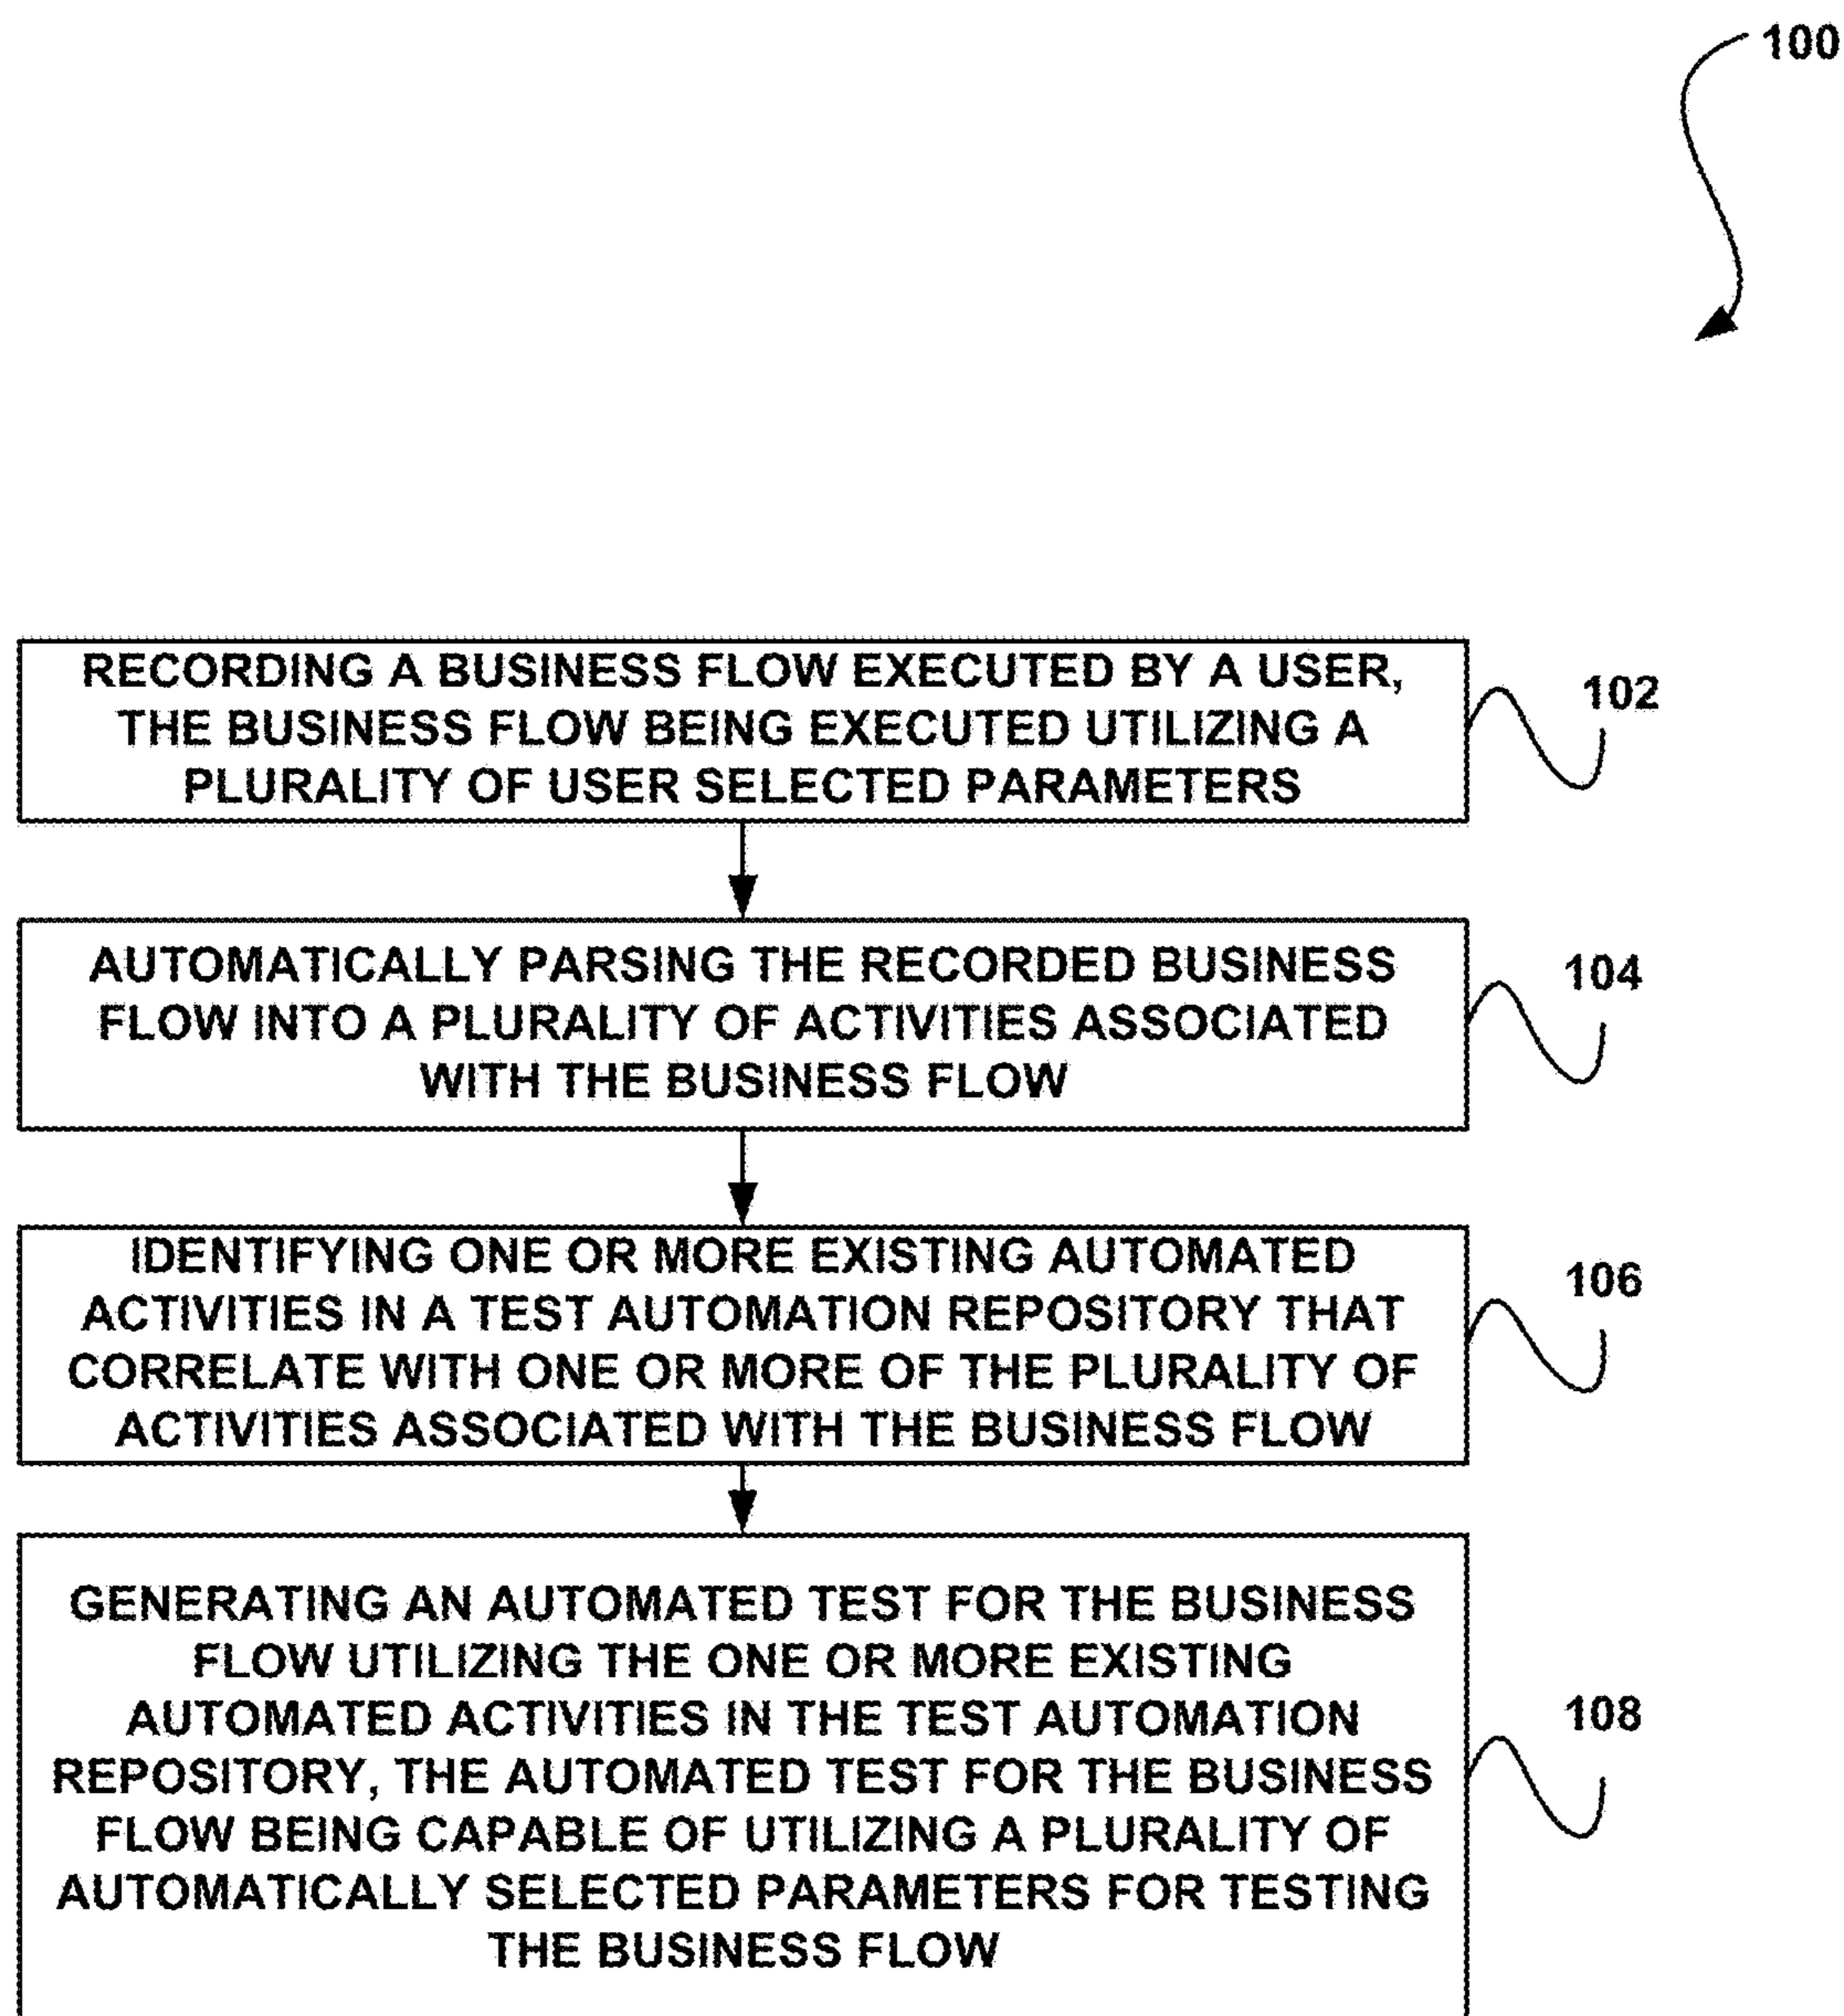 100
RECORDING A BUSINESS FLOW EXECUTED BY A USER,
THE BUSINESS FLOW BEING EXECUTED UTILIZING A
PLURALITY OF USER SELECTED PARAMETERS
102
AUTOMATICALLY PARSING THE RECORDED BUSINESS
FLOW INTO A PLURALITY OF ACTIVITIES ASSOCIATED
WITH THE BUSINESS FLOW
104
IDENTIFYING ONE OR MORE EXISTING AUTOMATED
ACTIVITIES IN A TEST AUTOMATION REPOSITORY THAT
CORRELATE WITH ONE OR MORE OF THE PLURALITY OF
ACTIVITIES ASSOCIATED WITH THE BUSINESS FLOW
106
GENERATING AN AUTOMATED TEST FOR THE BUSINESS
FLOW UTILIZING THE ONE OR MORE EXISTING
AUTOMATED ACTIVITIES IN THE TEST AUTOMATION
REPOSITORY, THE AUTOMATED TEST FOR THE BUSINESS
FLOW BEING CAPABLE OF UTILIZING A PLURALITY OF
AUTOMATICALLY SELECTED PARAMETERS FOR TESTING
THE BUSINESS FLOW
108